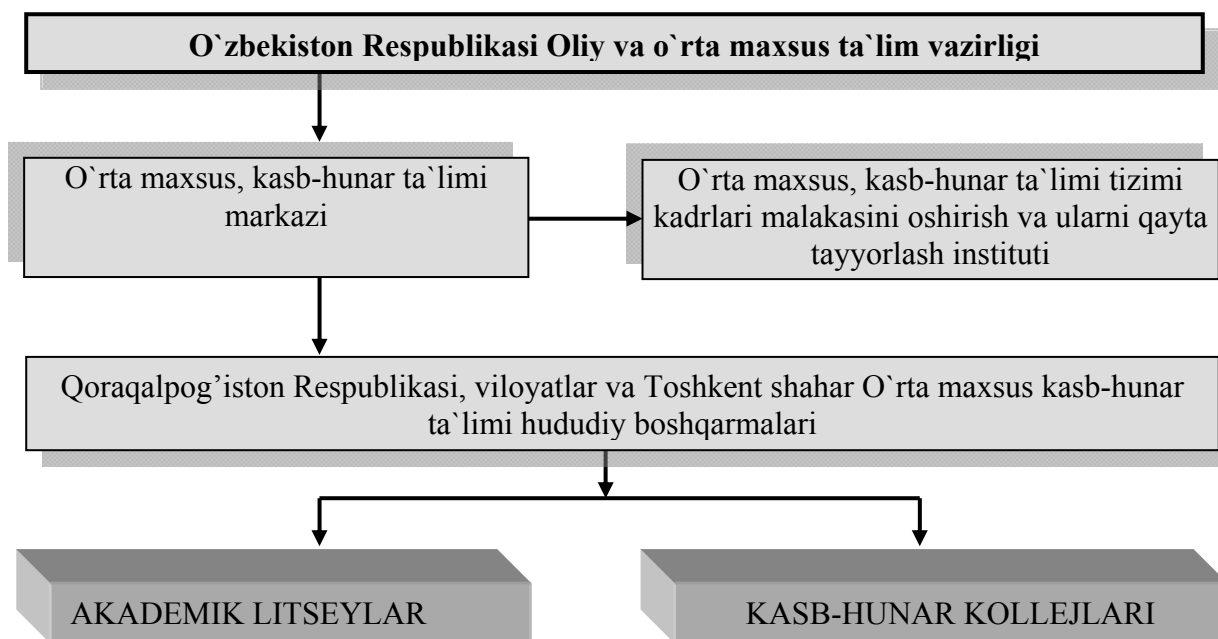 O`zbekiston Respublikasi Oliy va o`rta maxsus ta`lim vazirligi
O`rta maxsus, kasb-hunar ta`limi
markazi
O`rta maxsus, kasb-hunar ta`limi tizimi
kadrlari malakasini oshirish va ularni qayta
tayyorlash instituti
Qoraqalpog’iston Respublikasi, viloyatlar va Toshkent shahar O`rta maxsus kasb-hunar
ta`limi hududiy boshqarmalari
AKADEMIK LITSEYLAR
KASB-HUNAR KOLLEJLARI